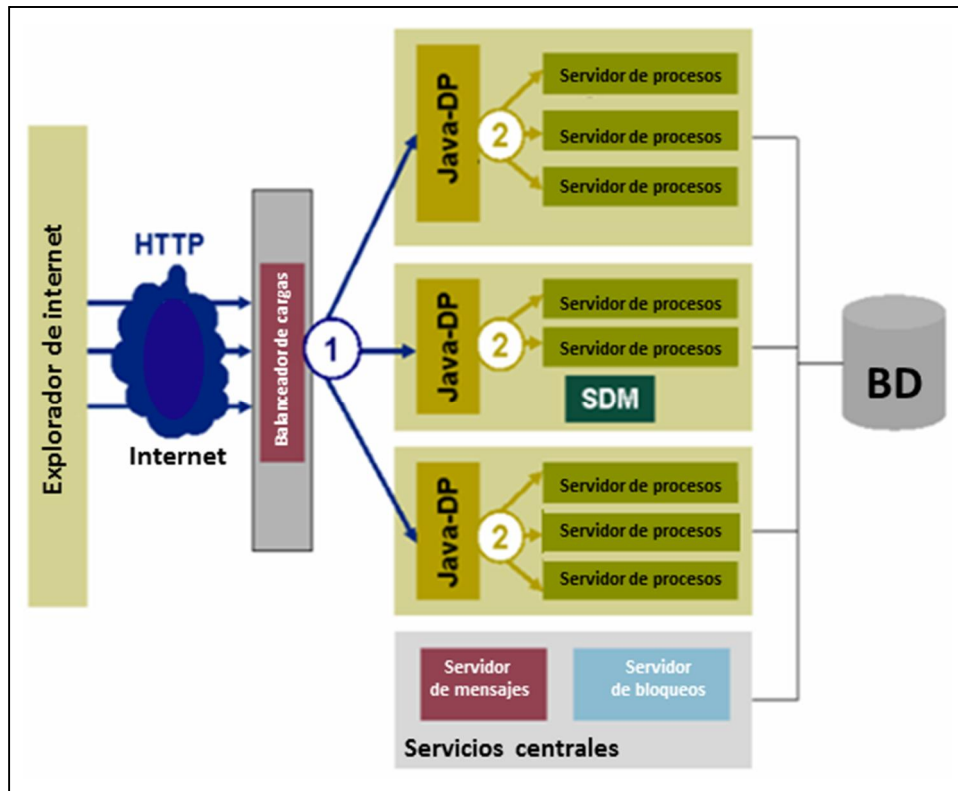 Explorador de internet
HTTP
Internet
Balanceador de cargas
1
Java-DP
2
Servidor de procesos
Servidor de procesos
Servidor de procesos
Java-DP
2
Servidor de procesos
Servidor de procesos
SDM
Java-DP
2
Servidor de procesos
Servidor de procesos
Servidor de procesos
Servidor
de mensajes
Servidor
de bloqueos
Servicios centrales
BD